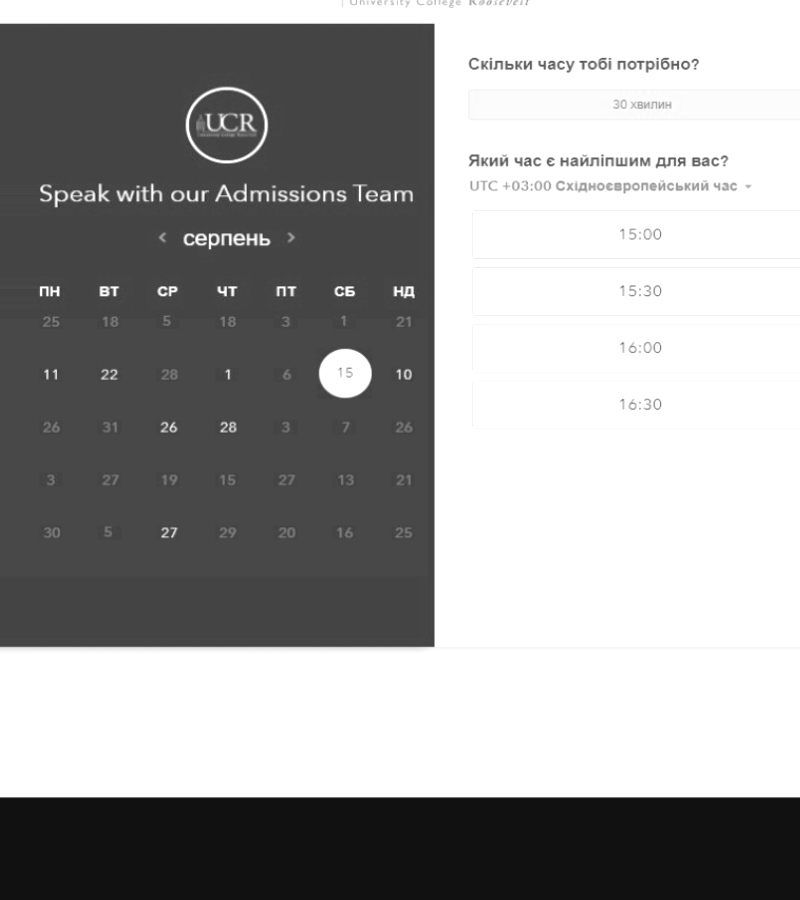 University College Roosevelt
UCR
Speak with our Admissions Team
< серпень >
ПН ВТ СР ЧТ ПТ СБ НД
25 18 5 18 3 1 21
11 22 28 1 6 15 10
26 31 26 28 3 7 26
3 27 19 15 27 13 21
30 5 27 29 20 16 25
Скільки часу тобі потрібно?
30 хвилин
Який час є найліпшим для вас?
UTC +03:00 Східноєвропейський час
15:00
15:30
16:00
16:30